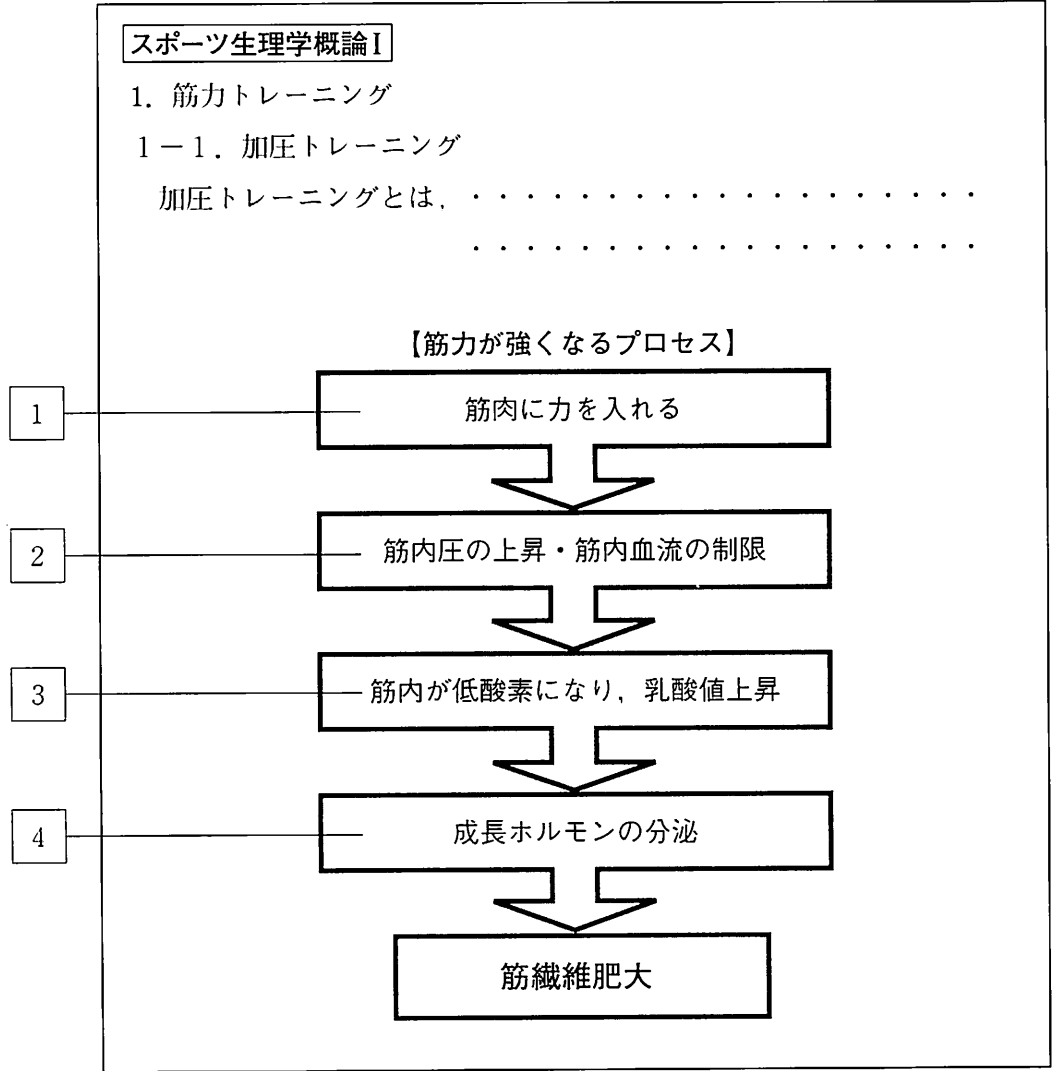 スポーツ生理学概論Ⅰ
1．筋力トレーニング
1－1．加圧トレーニング
加圧トレーニングとは，・・・・・・・・・・・・・・・・・・・
・・・・・・・・・・・・・・・・・・・
【筋力が強くなるプロセス】
1 筋肉に力を入れる
2 筋内圧の上昇・筋内血流の制限
3 筋内が低酸素になり，乳酸値上昇
4 成長ホルモンの分泌
筋繊維肥大